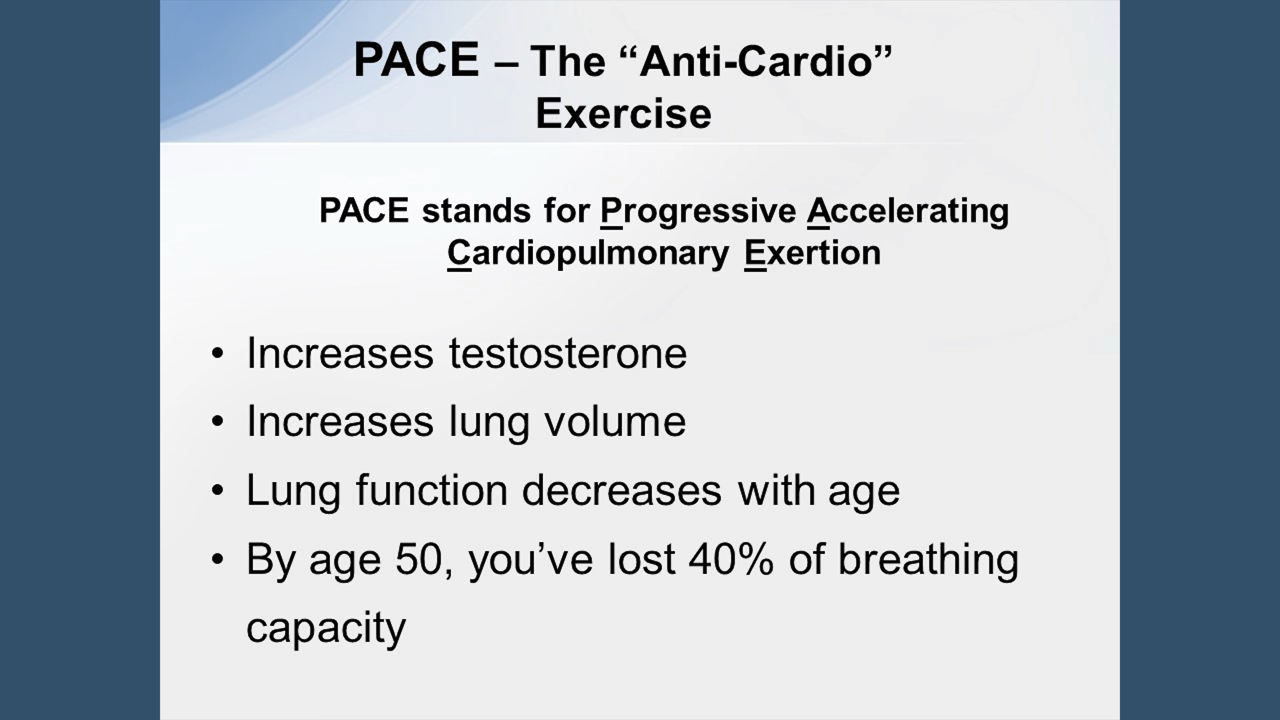 PACE – The “Anti-Cardio”
Exercise
PACE stands for Progressive Accelerating
Cardiopulmonary Exertion
• Increases testosterone
• Increases lung volume
• Lung function decreases with age
• By age 50, you’ve lost 40% of breathing
capacity